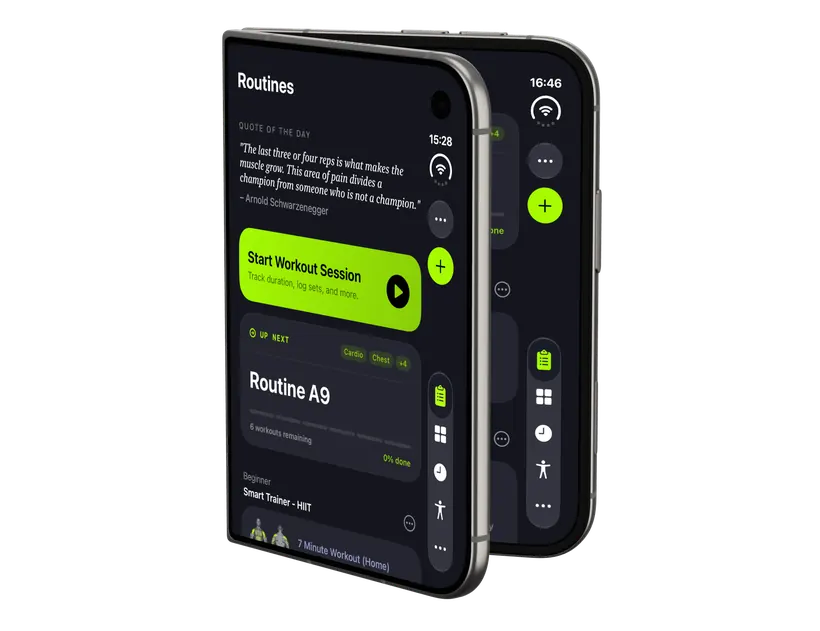 Routines
QUOTE OF THE DAY
"The last three or four reps is what makes the
muscle grow. This area of pain divides a
champion from someone who is not a champion."
– Arnold Schwarzenegger
15:28
Start Workout Session
Track duration, log sets, and more.
UP NEXT
Cardio Chest +4
Routine A9
6 workouts remaining
0% done
Beginner
Smart Trainer - HIIT
7 Minute Workout (Home)
16:46
+4
one